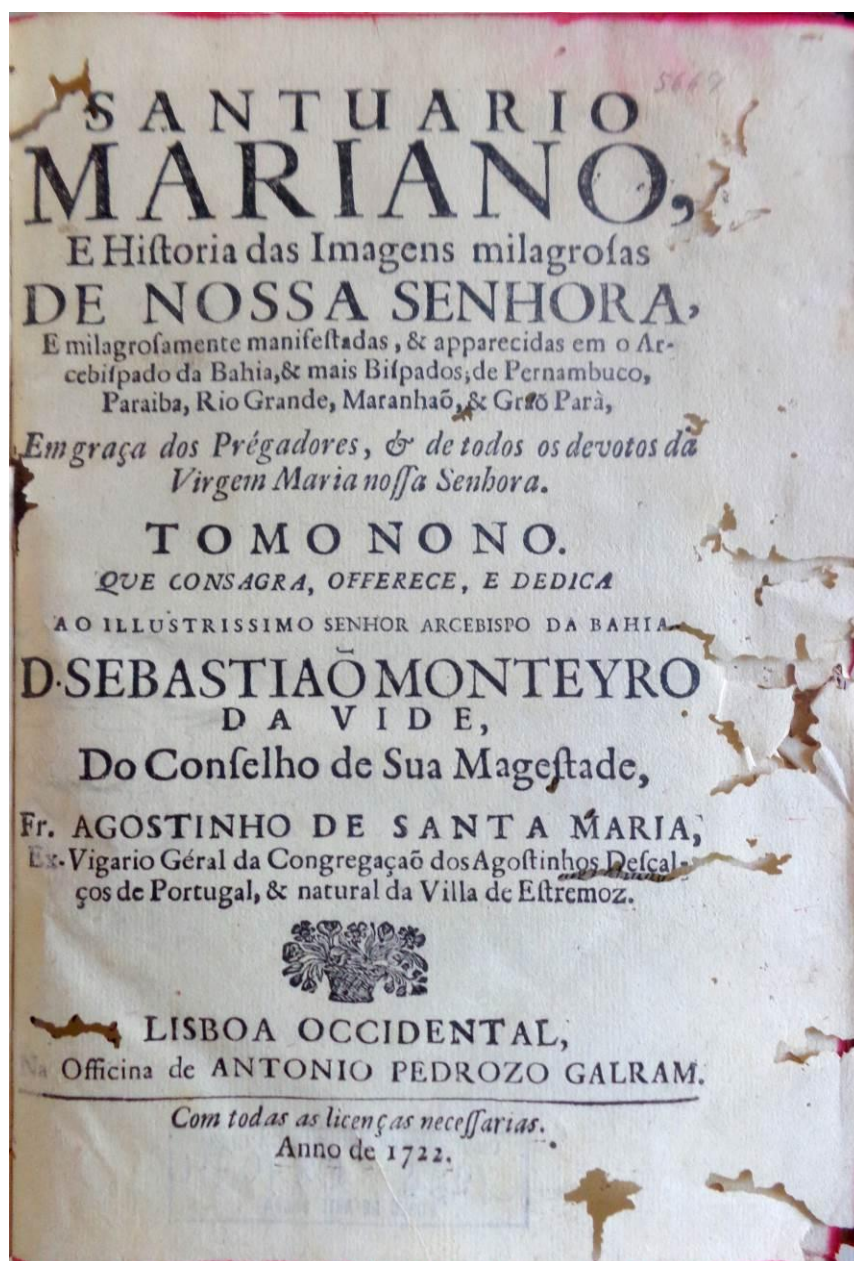 5669
SANTUARIO
MARIANO,
E Hiſtoria das Imagens milagroſas
DE NOSSA SENHORA,
E milagroſamente manifeſtadas, & apparecidas em o Ar-
cebiſpado da Bahia, & mais Biſpados, de Pernambuco,
Paraiba, Rio Grande, Maranhaõ, & Graõ Parà,
Em graça dos Prégadores, & de todos os devotos da
Virgem Maria noſſa Senhora.
TOMO NONO.
QVE CONSAGRA, OFFERECE, E DEDICA
AO ILLUSTRISSIMO SENHOR ARCEBISPO DA BAHIA
D. SEBASTIAÕ MONTEYRO
DA VIDE,
Do Conſelho de Sua Mageſtade,
Fr. AGOSTINHO DE SANTA MARIA,
Ex-Vigario Géral da Congregaçaõ dos Agoſtinhos Deſcal-
ços de Portugal, & natural da Villa de Eſtremoz.
LISBOA OCCIDENTAL,
Na Officina de ANTONIO PEDROZO GALRAM.
Com todas as licenças neceſſarias.
Anno de 1722.